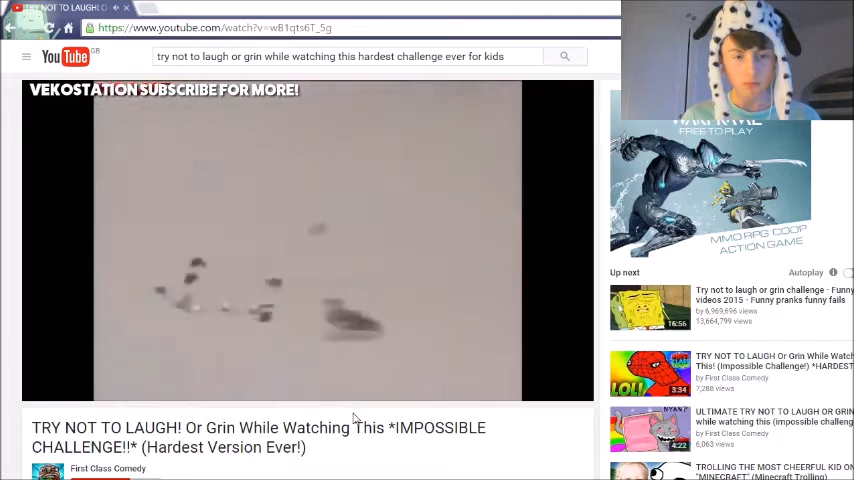 TRY NOT TO LAUGH! O
https://www.youtube.com/watch?v=wB1qts6T_5g
YouTube GB
try not to laugh or grin while watching this hardest challenge ever for kids
VEKOSTATION SUBSCRIBE FOR MORE!
WARFRAME
FREE TO PLAY
MMO RPG COOP
ACTION GAME
Up next
Autoplay
Try not to laugh or grin challenge - Funny
videos 2015 - Funny pranks funny fails
by 6,969,696 views
13,664,799 views
16:56
TRY NOT TO LAUGH Or Grin While Watch
This! (Impossible Challenge!) *HARDEST
by First Class Comedy
7,288 views
LOL!
3:34
ULTIMATE TRY NOT TO LAUGH OR GRIN
while watching this (impossible challeng
by First Class Comedy
6,063 views
NYAN?
4:22
TROLLING THE MOST CHEERFUL KID O
"MINECRAFT" (Minecraft Trolling)
TRY NOT TO LAUGH! Or Grin While Watching This *IMPOSSIBLE
CHALLENGE!!* (Hardest Version Ever!)
First Class Comedy